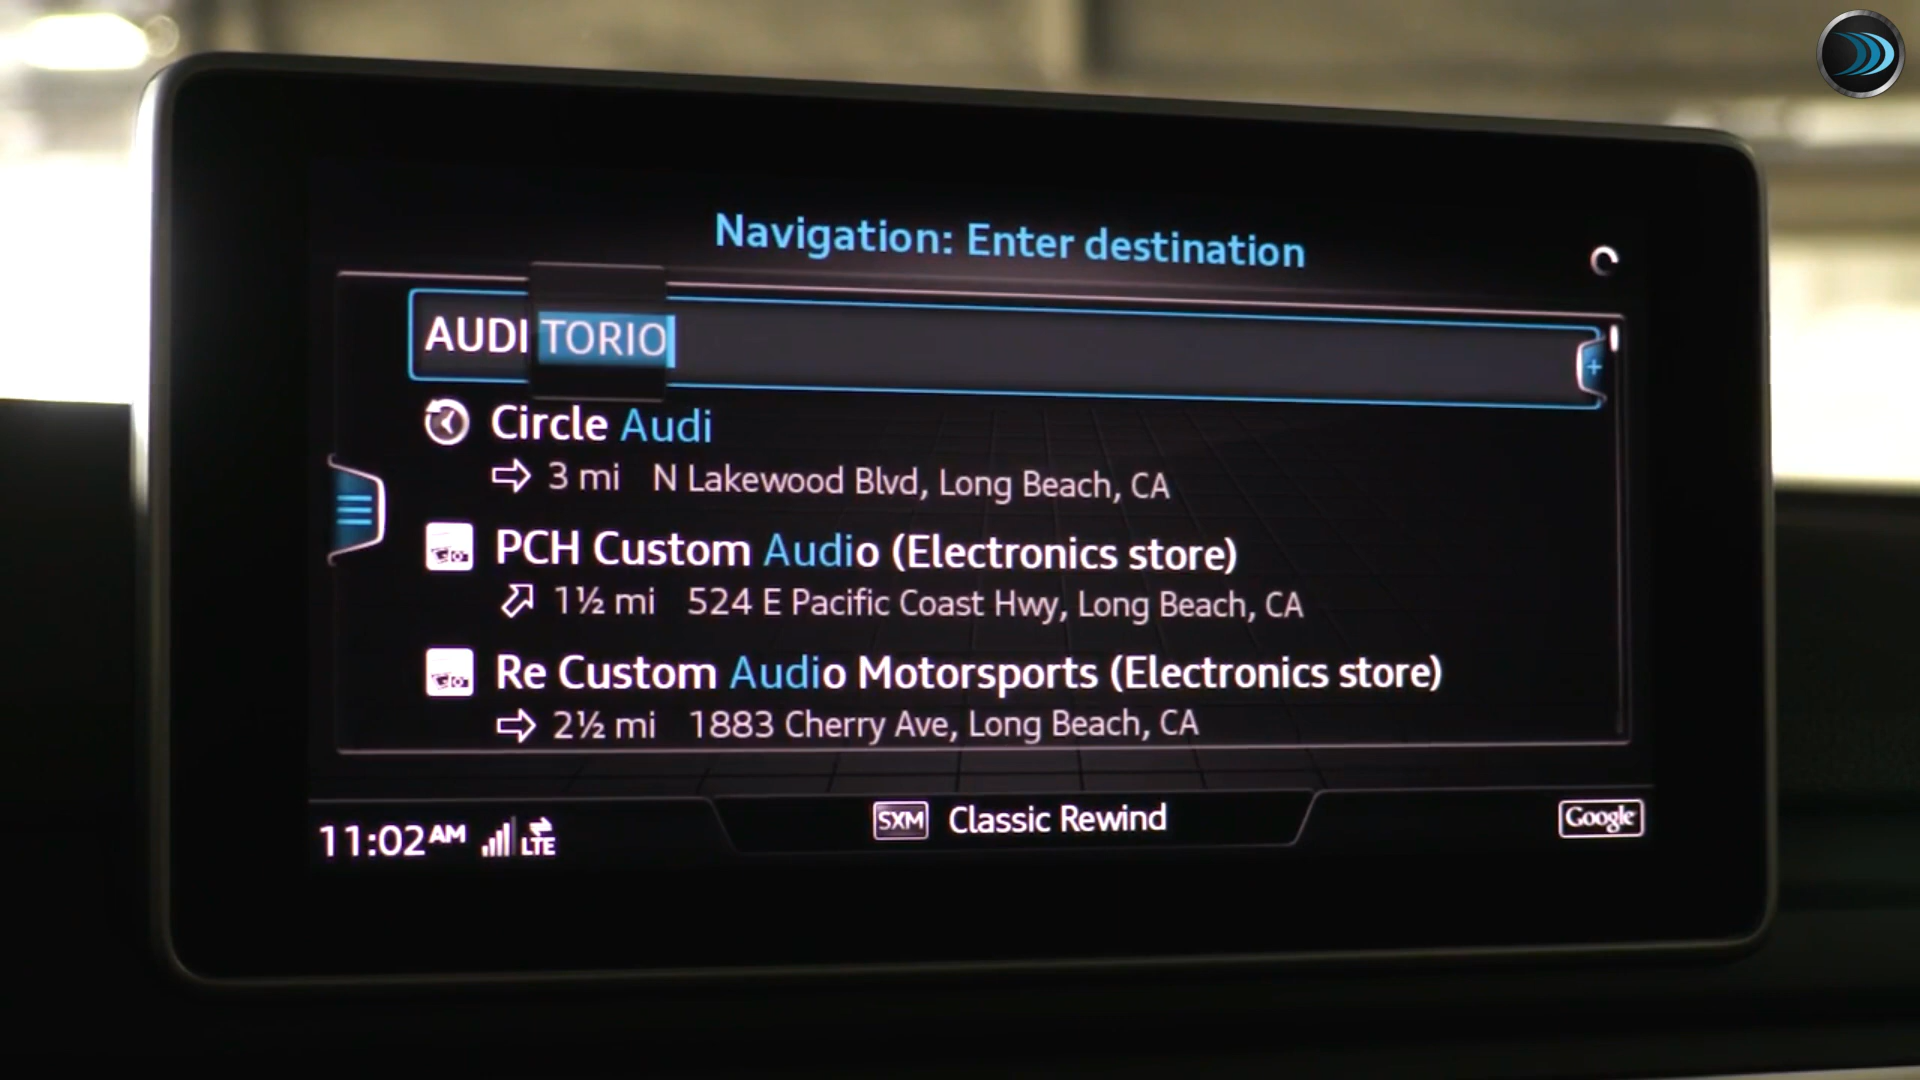 Navigation: Enter destination
AUDITORIO
Circle Audi
3 mi N Lakewood Blvd, Long Beach, CA
PCH Custom Audio (Electronics store)
1½ mi 524 E Pacific Coast Hwy, Long Beach, CA
Re Custom Audio Motorsports (Electronics store)
2½ mi 1883 Cherry Ave, Long Beach, CA
11:02 AM LTE SXM Classic Rewind Google